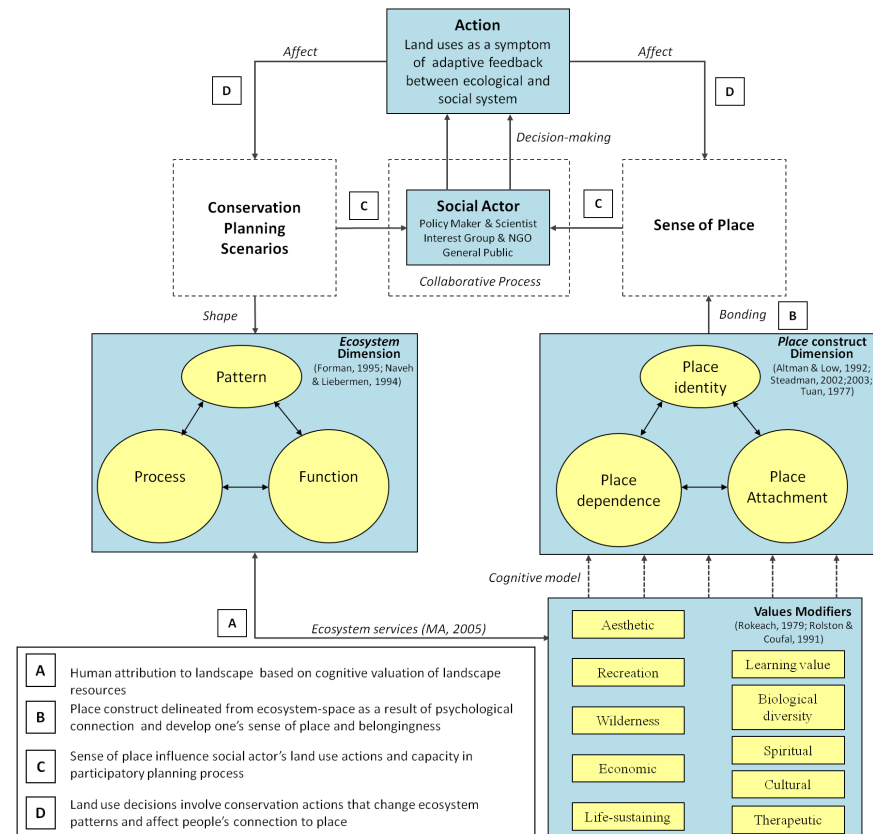 Action
Land uses as a symptom
of adaptive feedback
between ecological and
social system
Affect
Affect
D
D
Decision-making
Conservation
Planning
Scenarios
C
Social Actor
Policy Maker & Scientist
Interest Group & NGO
General Public
C
Sense of Place
Collaborative Process
Shape
Bonding
B
Ecosystem
Dimension
(Forman, 1995; Naveh
& Liebermen, 1994)
Pattern
Process
Function
Place construct
Dimension
(Altman & Low, 1992;
Steadman, 2002;2003;
Tuan, 1977)
Place
identity
Place
dependence
Place
Attachment
Cognitive model
A
Ecosystem services (MA, 2005)
Values Modifiers
(Rokeach, 1979; Rolston &
Coufal, 1991)
Aesthetic
Recreation
Wilderness
Economic
Life-sustaining
Learning value
Biological
diversity
Spiritual
Cultural
Therapeutic
A
Human attribution to landscape based on cognitive valuation of landscape
resources
B
Place construct delineated from ecosystem-space as a result of psychological
connection and develop one's sense of place and belongingness
C
Sense of place influence social actor's land use actions and capacity in
participatory planning process
D
Land use decisions involve conservation actions that change ecosystem
patterns and affect people's connection to place